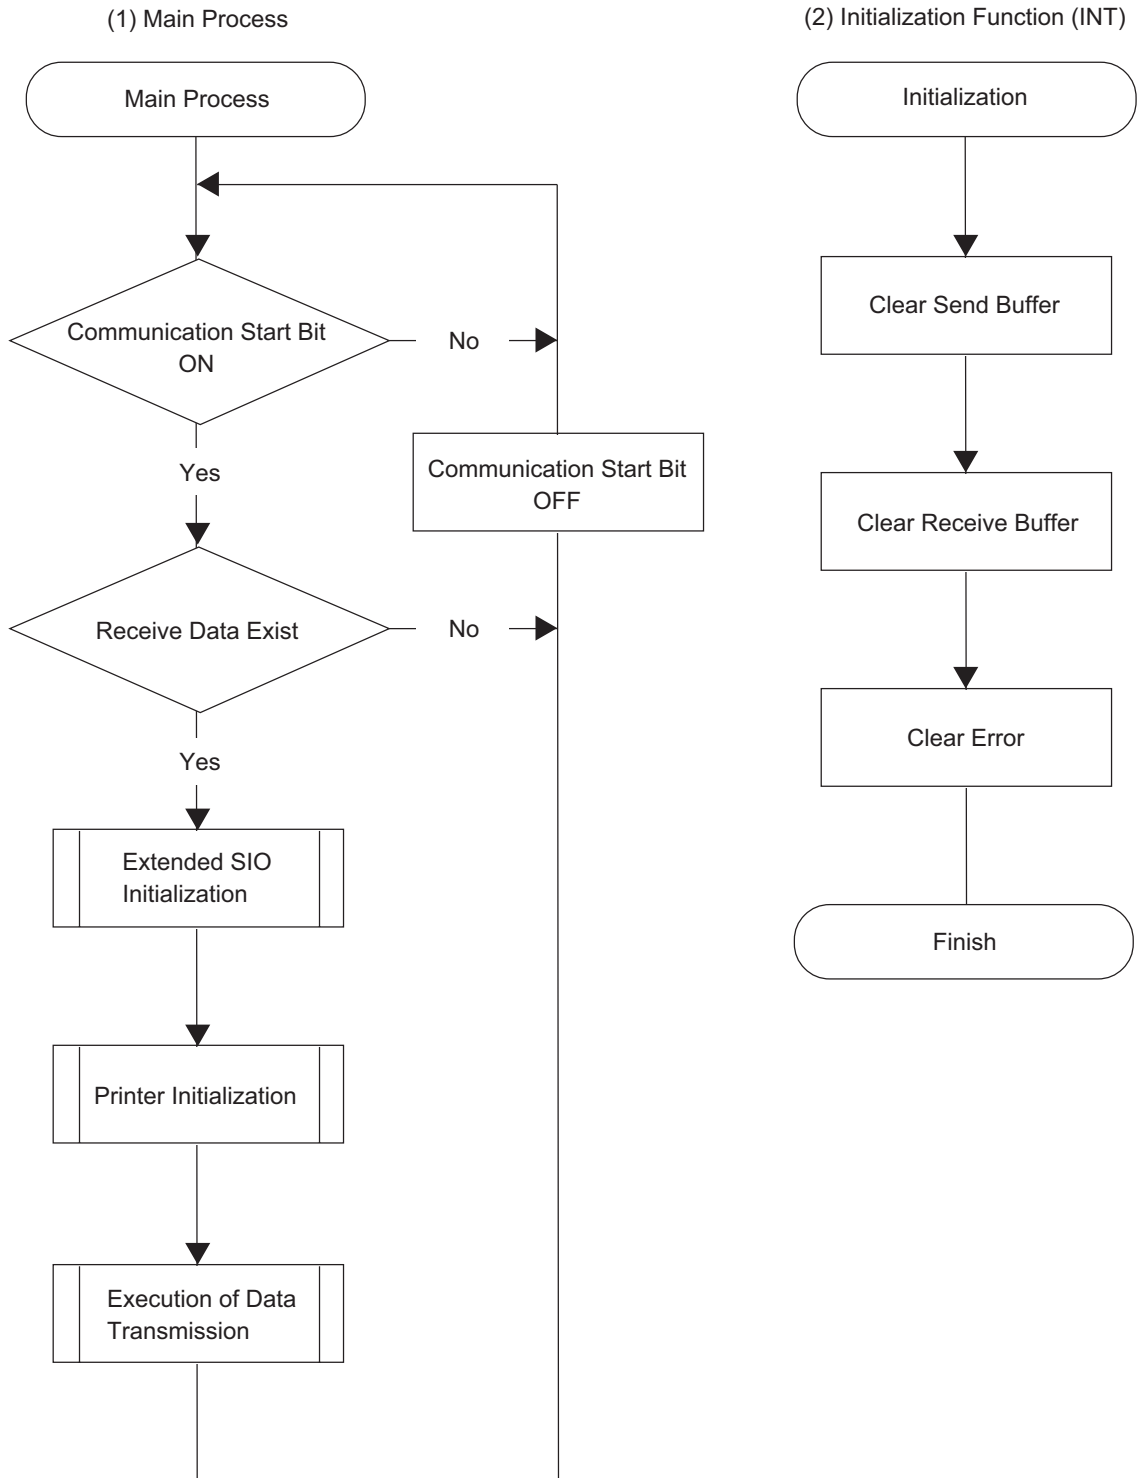 (1) Main Process
Main Process
Communication Start Bit
ON
No
Yes
Communication Start Bit
OFF
Receive Data Exist
No
Yes
Extended SIO
Initialization
Printer Initialization
Execution of Data
Transmission
(2) Initialization Function (INT)
Initialization
Clear Send Buffer
Clear Receive Buffer
Clear Error
Finish